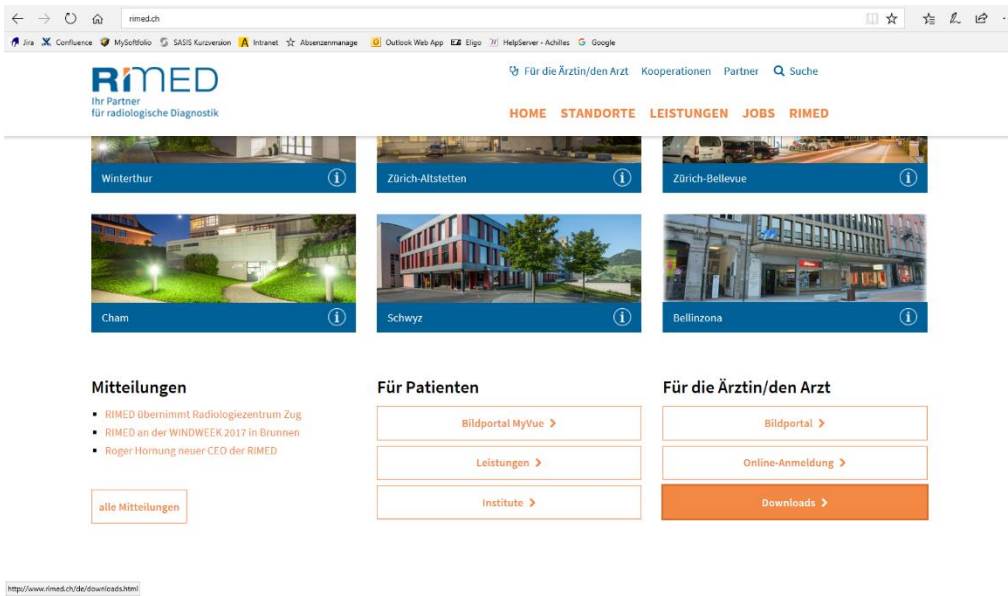 rimed.ch
Jira Confluence MySoftfolio SASIS Kurzversion Intranet Absenzenmanage Outlook Web App Eligo HelpServer - Achilles Google
RIMED
Ihr Partner
für radiologische Diagnostik
Für die Ärztin/den Arzt Kooperationen Partner Suche
HOME STANDORTE LEISTUNGEN JOBS RIMED
Winterthur Zürich-Altstetten Zürich-Bellevue
Cham Schwyz Bellinzona
Mitteilungen
RIMED übernimmt Radiologiezentrum Zug
RIMED an der WINDWEEK 2017 in Brunnen
Roger Hornung neuer CEO der RIMED
alle Mitteilungen
Für Patienten
Bildportal MyVue
Leistungen
Institute
Für die Ärztin/den Arzt
Bildportal
Online-Anmeldung
Downloads
http://www.rimed.ch/de/downloads.html